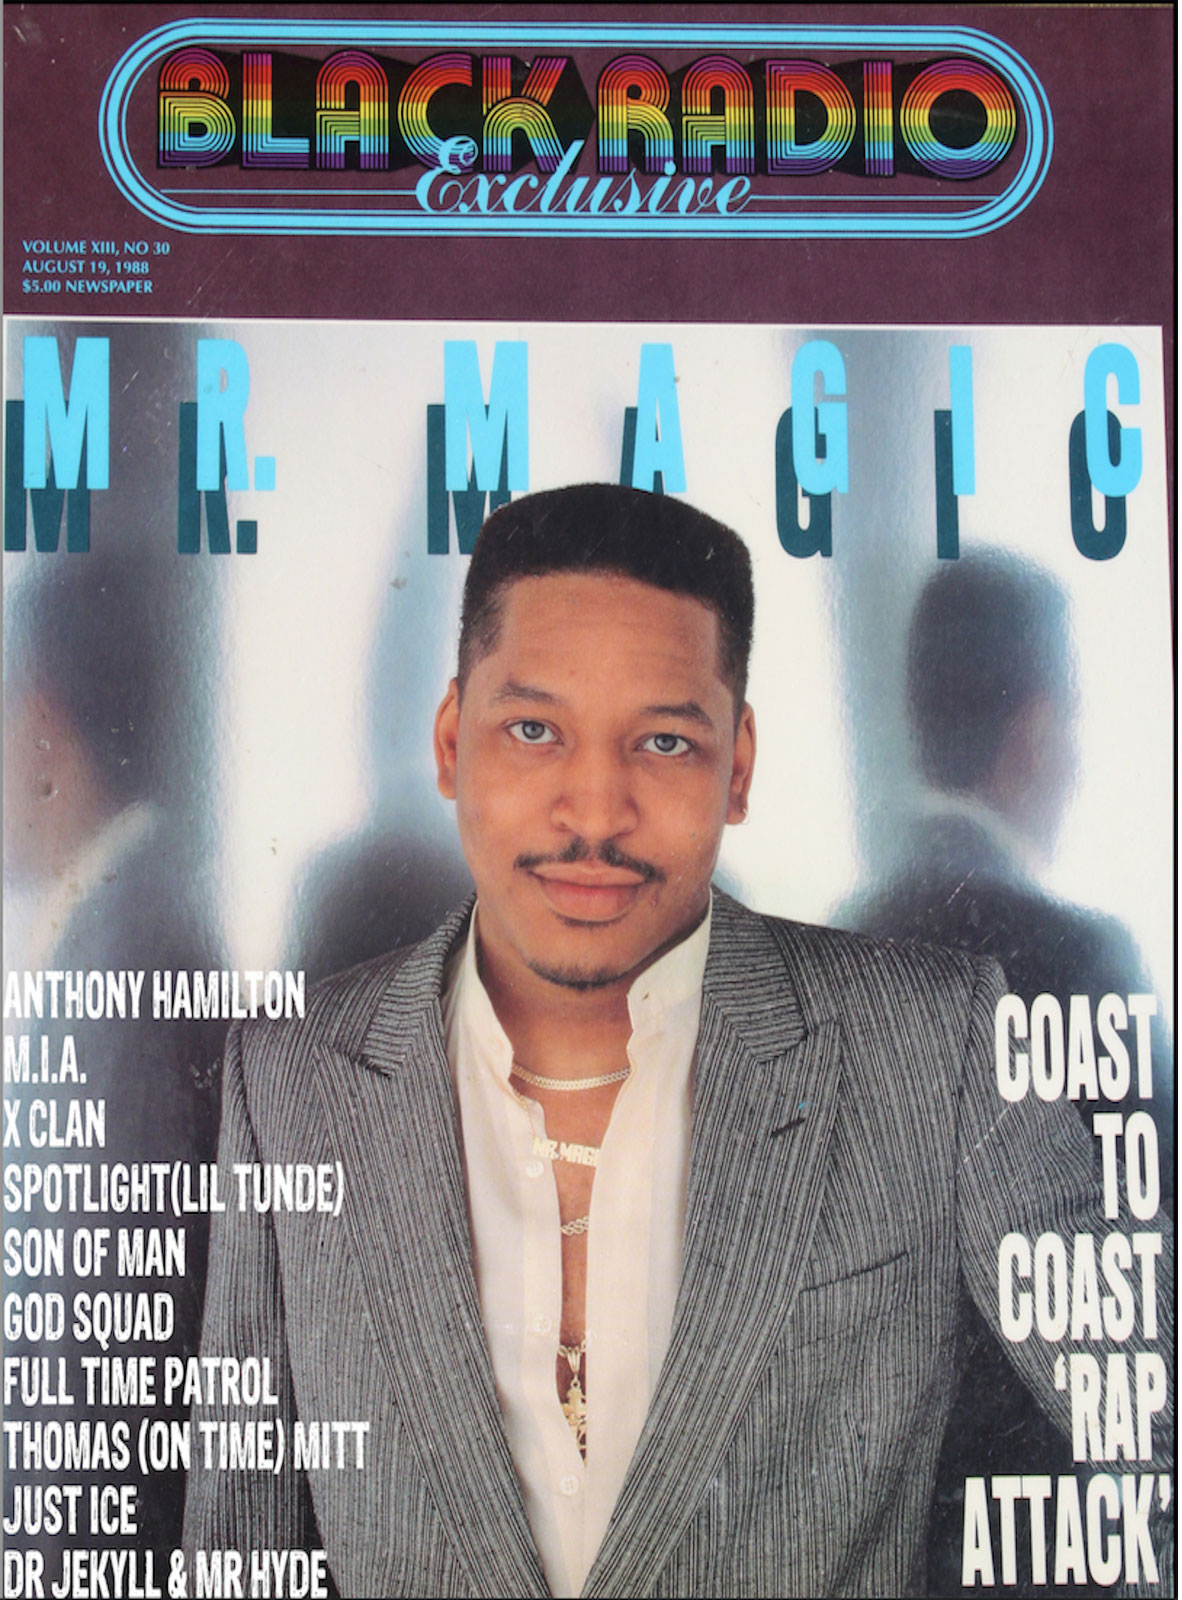 BLACK RADIO
Exclusive
VOLUME XIII, NO 30
AUGUST 19, 1988
$5.00 NEWSPAPER
MR. MAGIC
ANTHONY HAMILTON
M.I.A.
X CLAN
SPOTLIGHT(LIL TUNDE)
SON OF MAN
GOD SQUAD
FULL TIME PATROL
THOMAS (ON TIME) MITT
JUST ICE
DR JEKYLL & MR HYDE
MR. MAGI
COAST
TO
COAST
'RAP
ATTACK'